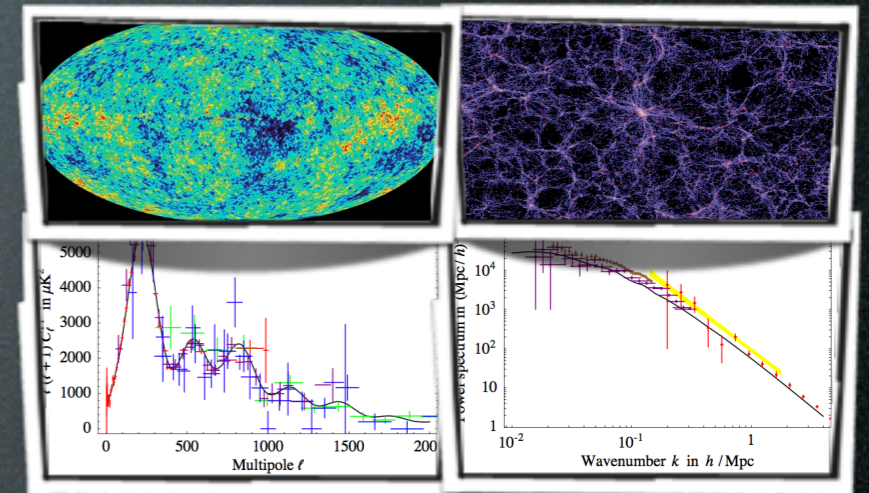 5000
4000
3000
2000
1000
0
0 500 1000 1500
Multipole ℓ
in μK²
10⁴
10³
10²
10
1
10⁻² 10⁻¹ 1
Wavenumber k in h / Mpc
Power spectrum in (Mpc / h)